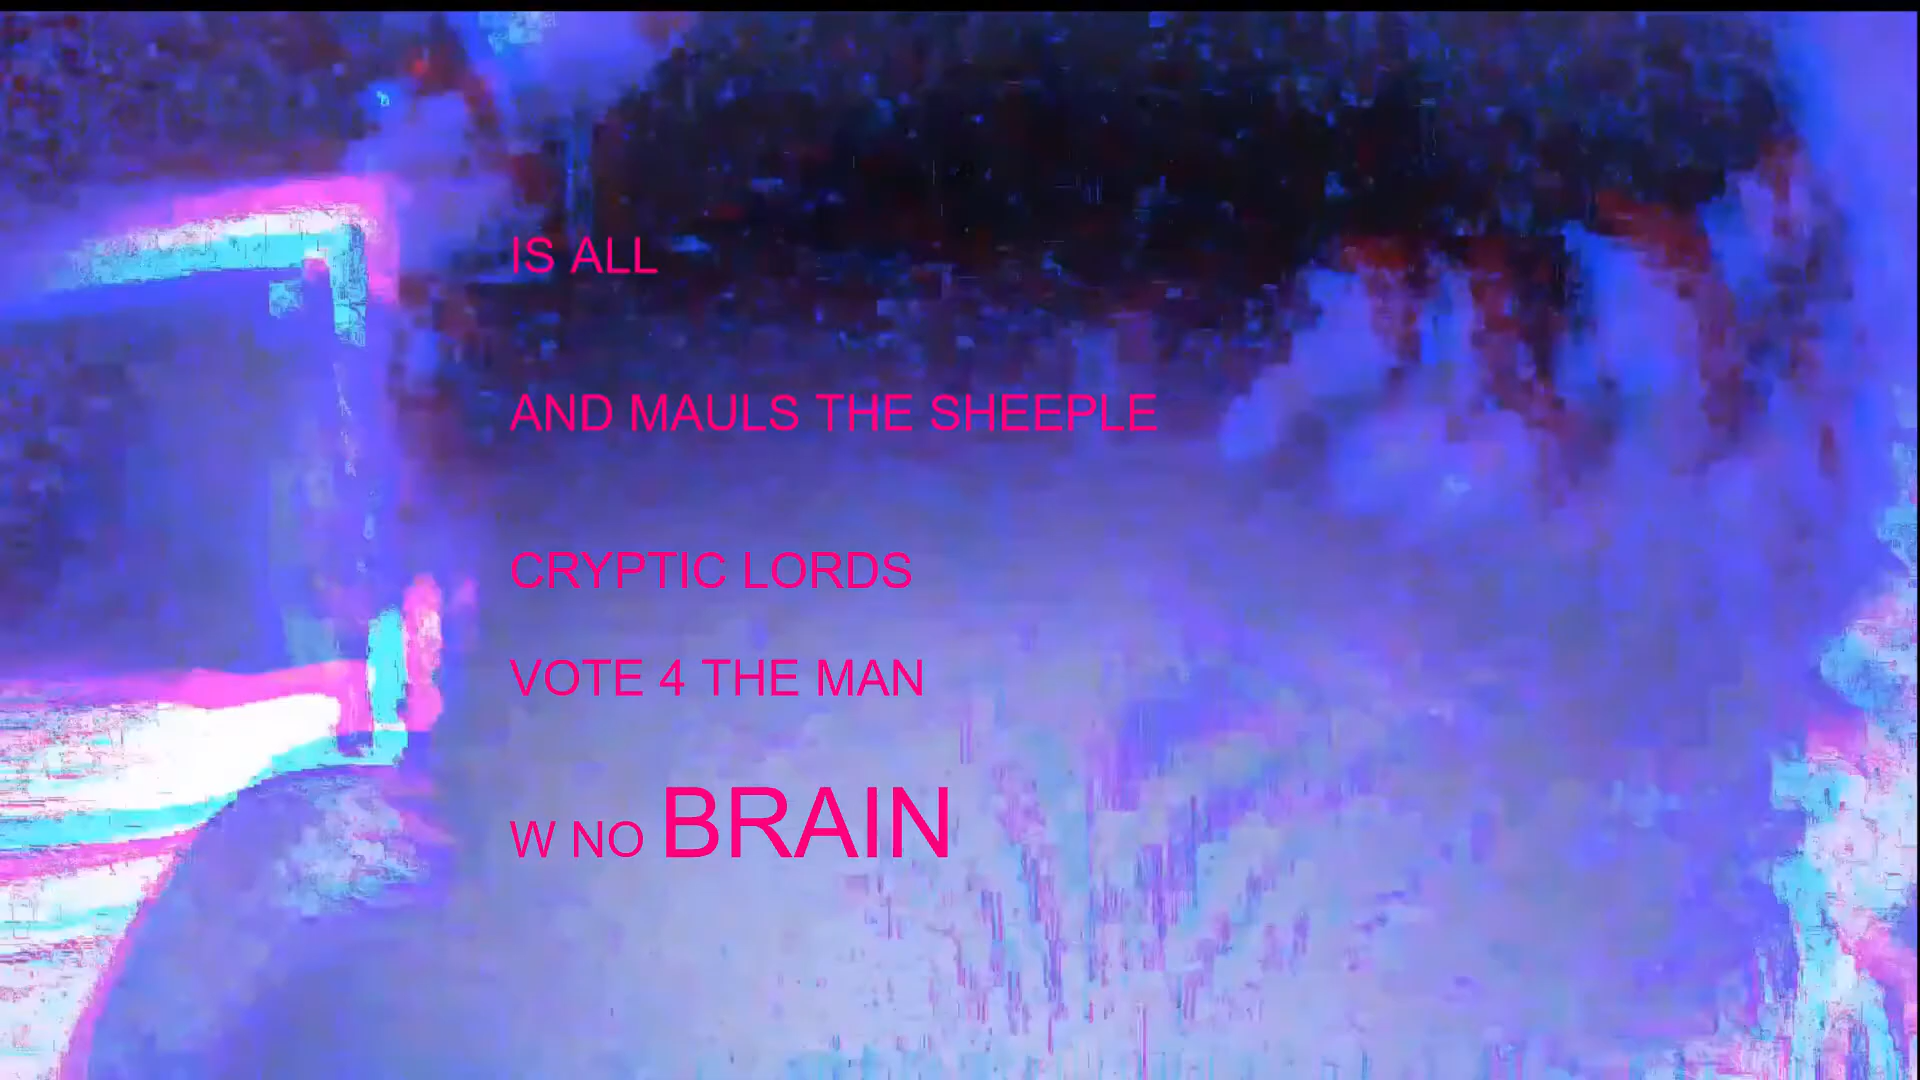 IS ALL
AND MAULS THE SHEEPLE
CRYPTIC LORDS
VOTE 4 THE MAN
W NO BRAIN